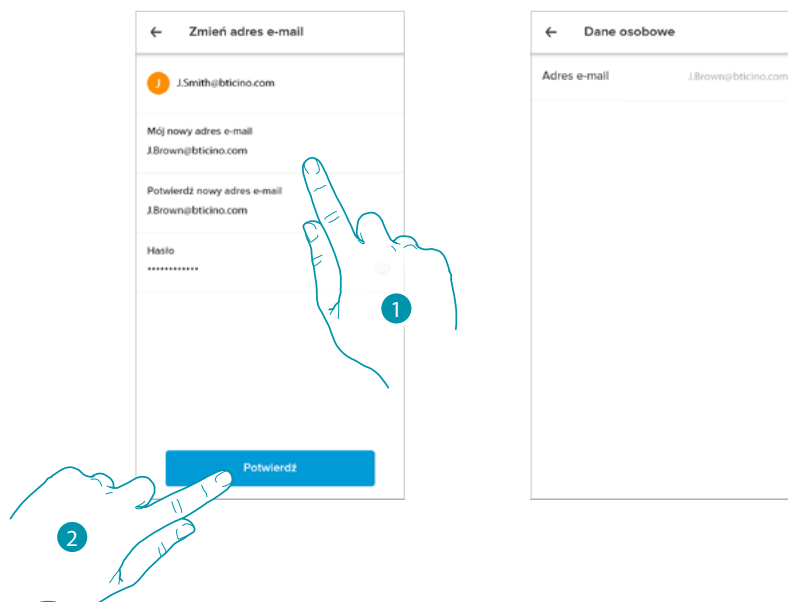 Zmień adres e-mail
J
J.Smith@bticino.com
Mój nowy adres e-mail
J.Brown@bticino.com
Potwierdź nowy adres e-mail
J.Brown@bticino.com
Hasło
••••••••••••
1
Potwierdź
2
Dane osobowe
Adres e-mail J.Brown@bticino.com